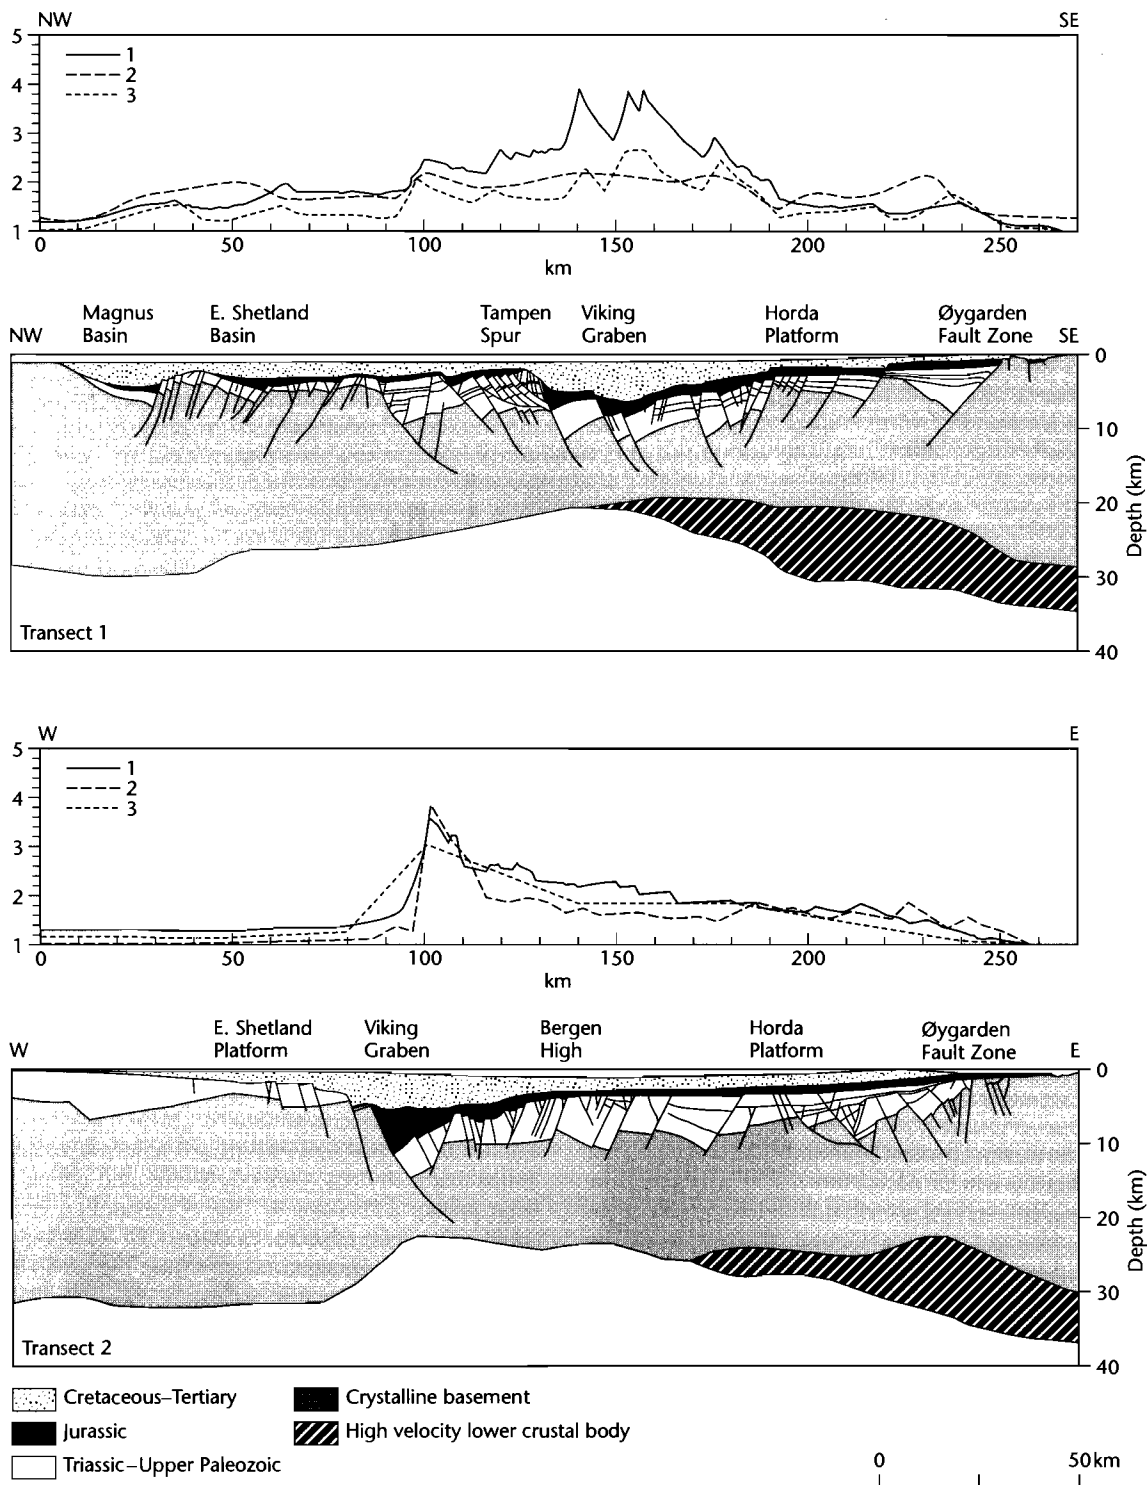 NW SE
5
4
3
2
1
1
2
3
0 50 100 150 200 250
km
Magnus Basin
E. Shetland Basin
Tampen Spur
Viking Graben
Horda Platform
Øygarden Fault Zone
NW SE
0
10
20
30
40
Depth (km)
Transect 1
W E
5
4
3
2
1
1
2
3
0 50 100 150 200 250
km
E. Shetland Platform
Viking Graben
Bergen High
Horda Platform
Øygarden Fault Zone
W E
0
10
20
30
40
Depth (km)
Transect 2
Cretaceous–Tertiary
Crystalline basement
Jurassic
High velocity lower crustal body
Triassic–Upper Paleozoic
0 50 km